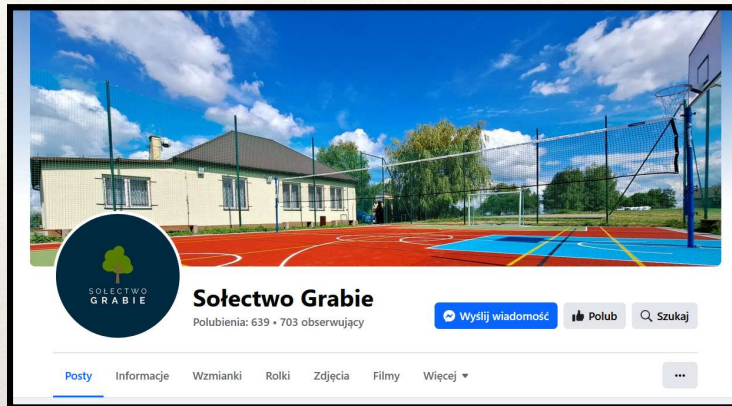 SOŁECTWO
GRABIE
Sołectwo Grabie
Polubienia: 639 • 703 obserwujący
Wyślij wiadomość
Polub
Szukaj
Posty Informacje Wzmianki Rolki Zdjęcia Filmy Więcej